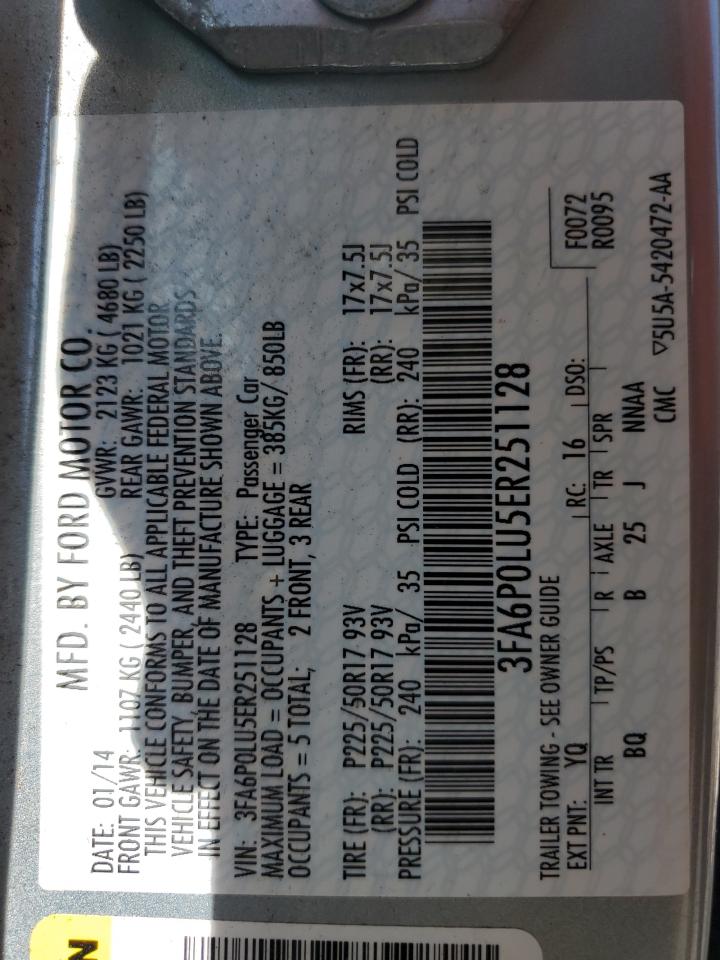 MFD. BY FORD MOTOR CO.
DATE: 01/14 GVWR: 2123 KG ( 4680 LB)
FRONT GAWR: 1107 KG ( 2440 LB) REAR GAWR: 1021 KG ( 2250 LB)
THIS VEHICLE CONFORMS TO ALL APPLICABLE FEDERAL MOTOR
VEHICLE SAFETY, BUMPER, AND THEFT PREVENTION STANDARDS
IN EFFECT ON THE DATE OF MANUFACTURE SHOWN ABOVE.
VIN: 3FA6P0LU5ER251128 TYPE: Passenger Car
MAXIMUM LOAD = OCCUPANTS + LUGGAGE = 385KG/ 850LB
OCCUPANTS = 5 TOTAL; 2 FRONT, 3 REAR
TIRE (FR): P225/50R17 93V RIMS (FR): 17x7.5J
(RR): P225/50R17 93V (RR): 17x7.5J
PRESSURE (FR): 240 kPa/ 35 PSI COLD (RR): 240 kPa/ 35 PSI COLD
3FA6P0LU5ER251128
TRAILER TOWING - SEE OWNER GUIDE F0072
EXT PNT: YQ RC: 16 DSO: R0095
INT TR TP/PS R AXLE TR SPR
BQ B 25 J NNAA
CMC ▽5U5A-5420472-AA
N